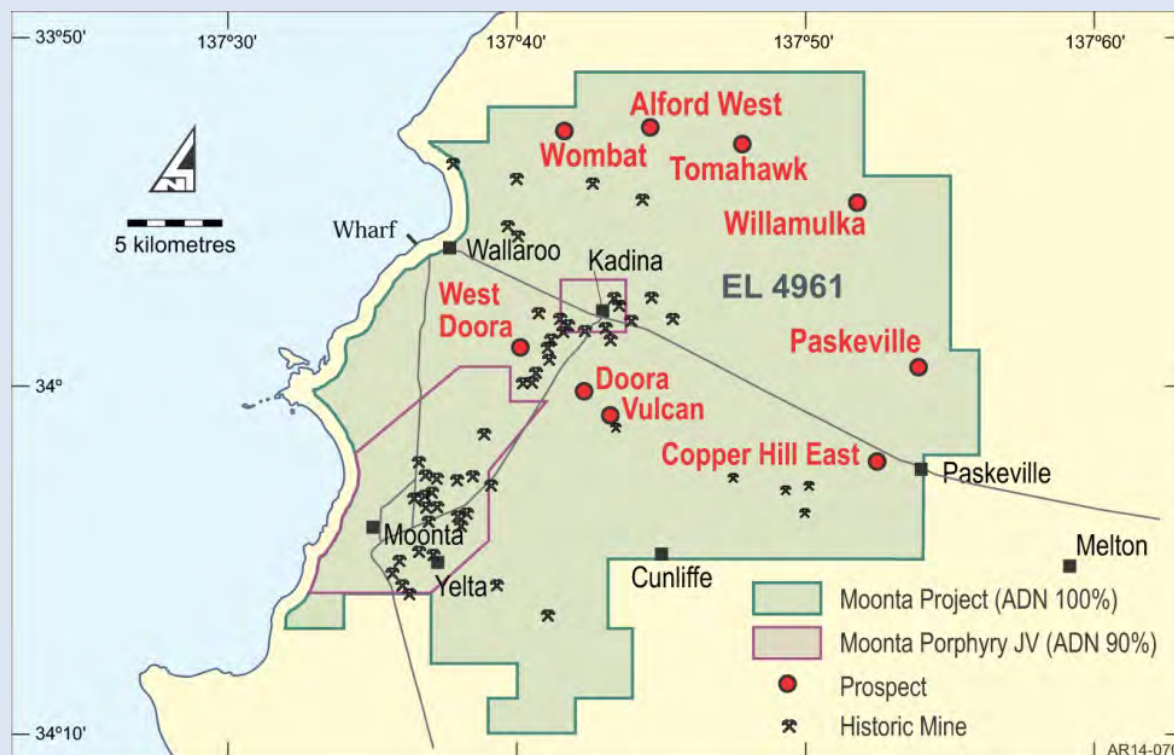 33º50'
137º30'
137º40'
137º50'
137º60'
Alford West
Wombat
Tomahawk
N
5 kilometres
Willamulka
Wharf
Wallaroo
Kadina
EL 4961
West
Doora
Paskeville
34º
Doora
Vulcan
Copper Hill East
Paskeville
Moonta
Yelta
Cunliffe
Melton
Moonta Project (ADN 100%)
Moonta Porphyry JV (ADN 90%)
Prospect
Historic Mine
34º10'